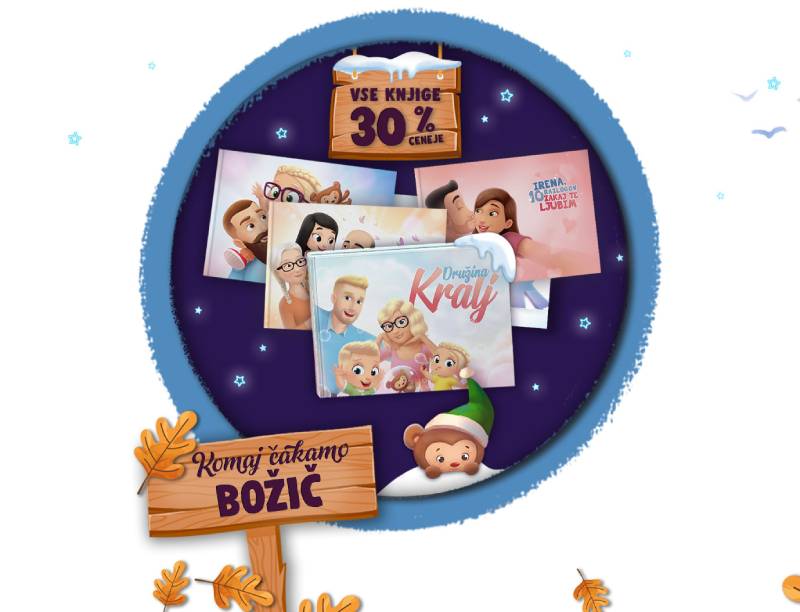 VSE KNJIGE
30 %
CENEJE
IRENA,
10 RAZLOGOV
ZAKAJ TE
LJUBIM
Družina
Kralj
Komaj čakamo
BOŽIČ